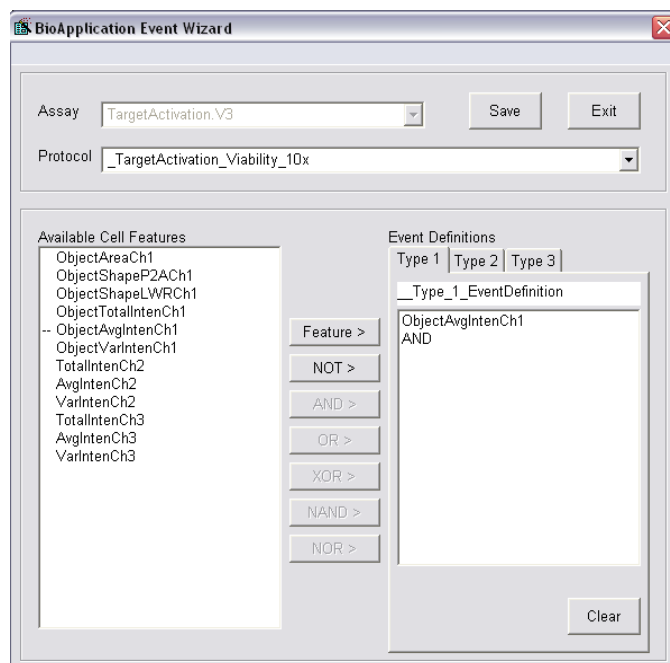 BioApplication Event Wizard
Assay
TargetActivation.V3
Save
Exit
Protocol
_TargetActivation_Viability_10x
Available Cell Features
ObjectAreaCh1
ObjectShapeP2ACh1
ObjectShapeLWRCh1
ObjectTotalIntenCh1
-- ObjectAvgIntenCh1
ObjectVarIntenCh1
TotalIntenCh2
AvgIntenCh2
VarIntenCh2
TotalIntenCh3
AvgIntenCh3
VarIntenCh3
Feature >
NOT >
AND >
OR >
XOR >
NAND >
NOR >
Event Definitions
Type 1 Type 2 Type 3
__Type_1_EventDefinition
ObjectAvgIntenCh1
AND
Clear